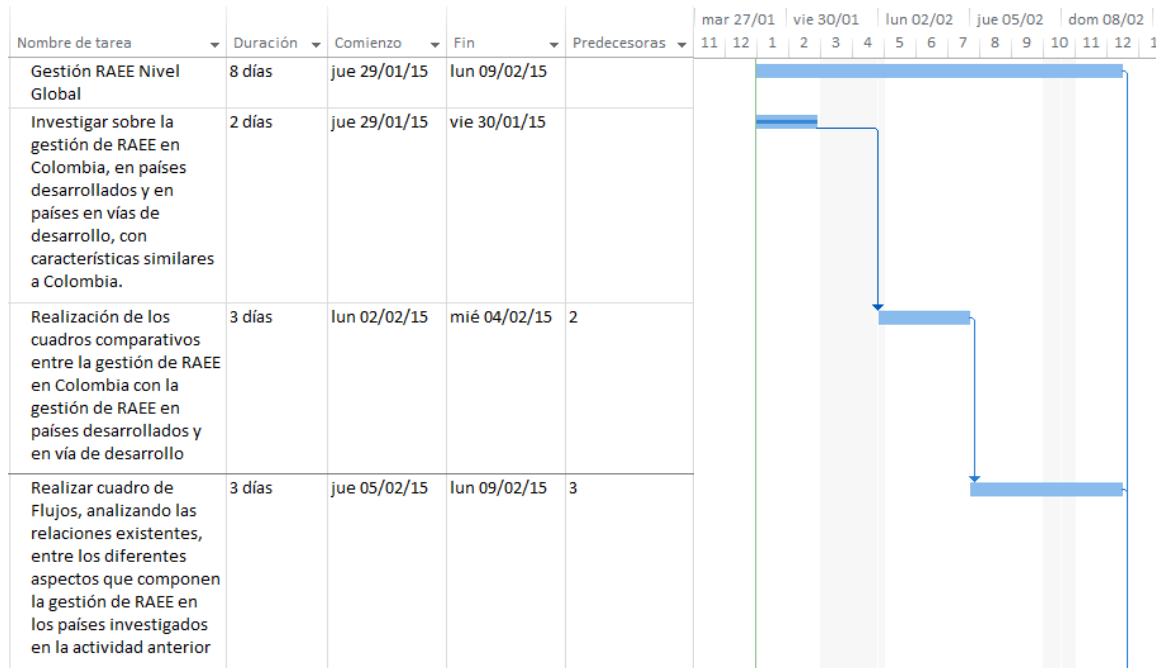 mar 27/01 vie 30/01 lun 02/02 jue 05/02 dom 08/02
Nombre de tarea Duración Comienzo Fin Predecesoras 11 12 1 2 3 4 5 6 7 8 9 10 11 12 1
Gestión RAEE Nivel 8 días jue 29/01/15 lun 09/02/15
Global
Investigar sobre la 2 días jue 29/01/15 vie 30/01/15
gestión de RAEE en
Colombia, en países
desarrollados y en
países en vías de
desarrollo, con
características similares
a Colombia.
Realización de los 3 días lun 02/02/15 mié 04/02/15 2
cuadros comparativos
entre la gestión de RAEE
en Colombia con la
gestión de RAEE en
países desarrollados y
en vía de desarrollo
Realizar cuadro de 3 días jue 05/02/15 lun 09/02/15 3
Flujos, analizando las
relaciones existentes,
entre los diferentes
aspectos que componen
la gestión de RAEE en
los países investigados
en la actividad anterior